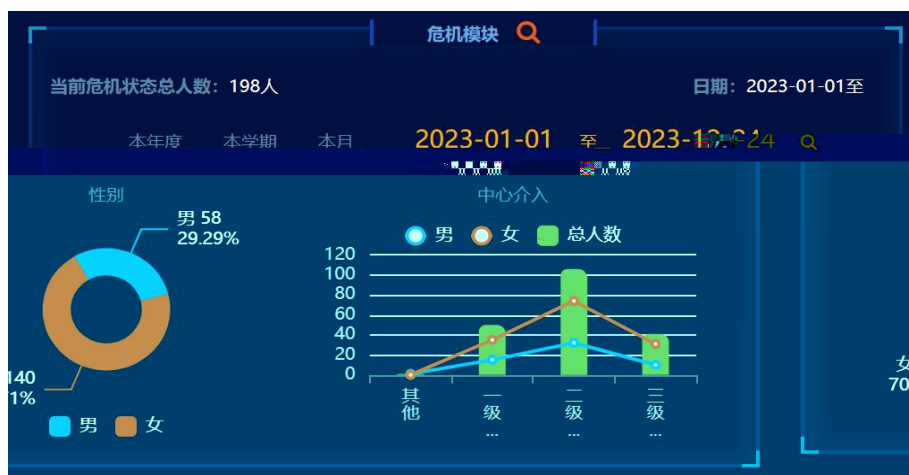 危机模块
当前危机状态总人数：198人
日期：2023-01-01至
本年度 本学期 本月 2023-01-01 至
性别
中心介入
男 58
29.29%
男 女 总人数
120
100
80
60
40
20
0
其他 一级... 二级... 三级...
140
1%
男 女
女
70